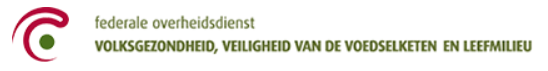 federale overheidsdienst
VOLKSGEZONDHEID, VEILIGHEID VAN DE VOEDSELKETEN EN LEEFMILIEU